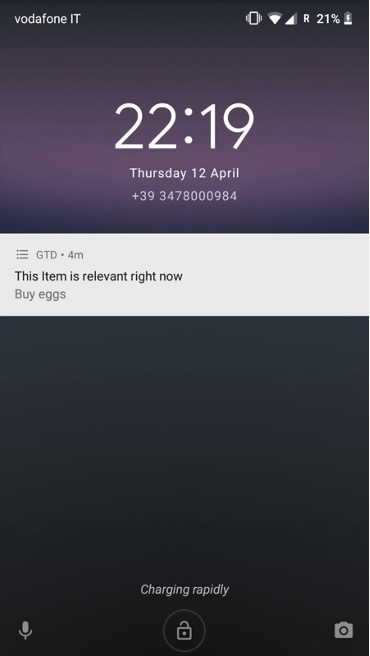 vodafone IT
R 21%
22:19
Thursday 12 April
+39 3478000984
GTD • 4m
This Item is relevant right now
Buy eggs
Charging rapidly